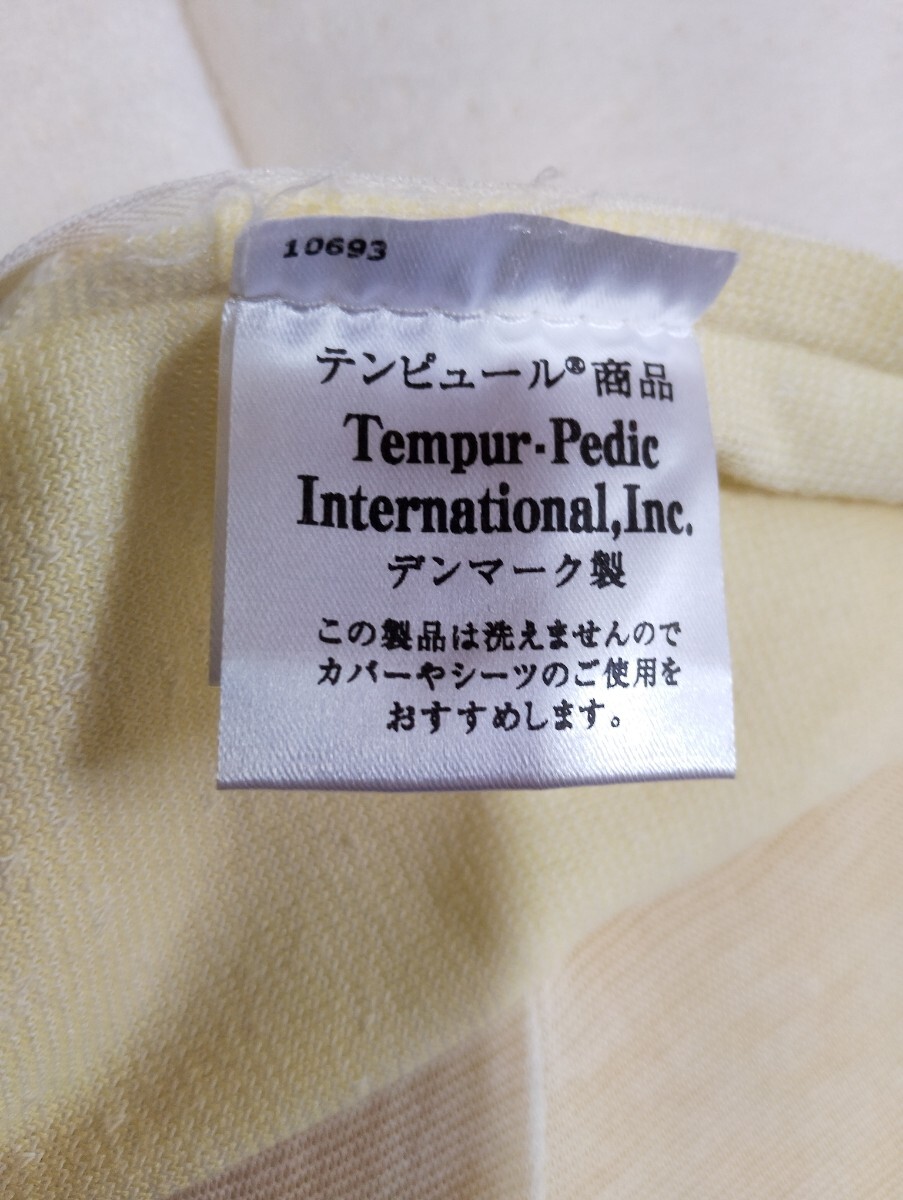 10693
テンピュール®商品
Tempur-Pedic
International,Inc.
デンマーク製
この製品は洗えませんので
カバーやシーツのご使用を
おすすめします。